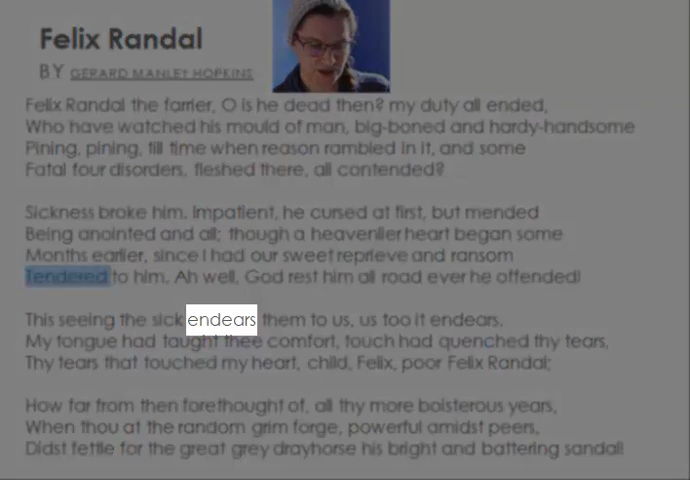 Felix Randal
BY GERARD MANLEY HOPKINS
Felix Randal the farrier, O is he dead then? my duty all ended,
Who have watched his mould of man, big-boned and hardy-handsome
Pining, pining, till time when reason rambled in it, and some
Fatal four disorders, fleshed there, all contended?
Sickness broke him. Impatient, he cursed at first, but mended
Being anointed and all; though a heavenlier heart began some
Months earlier, since I had our sweet reprieve and ransom
Tendered to him. Ah well, God rest him all road ever he offended!
This seeing the sick endears them to us, us too it endears.
My tongue had taught thee comfort, touch had quenched thy tears,
Thy tears that touched my heart, child, Felix, poor Felix Randal;
How far from then forethought of, all thy more boisterous years,
When thou at the random grim forge, powerful amidst peers,
Didst fettle for the great grey drayhorse his bright and battering sandal!